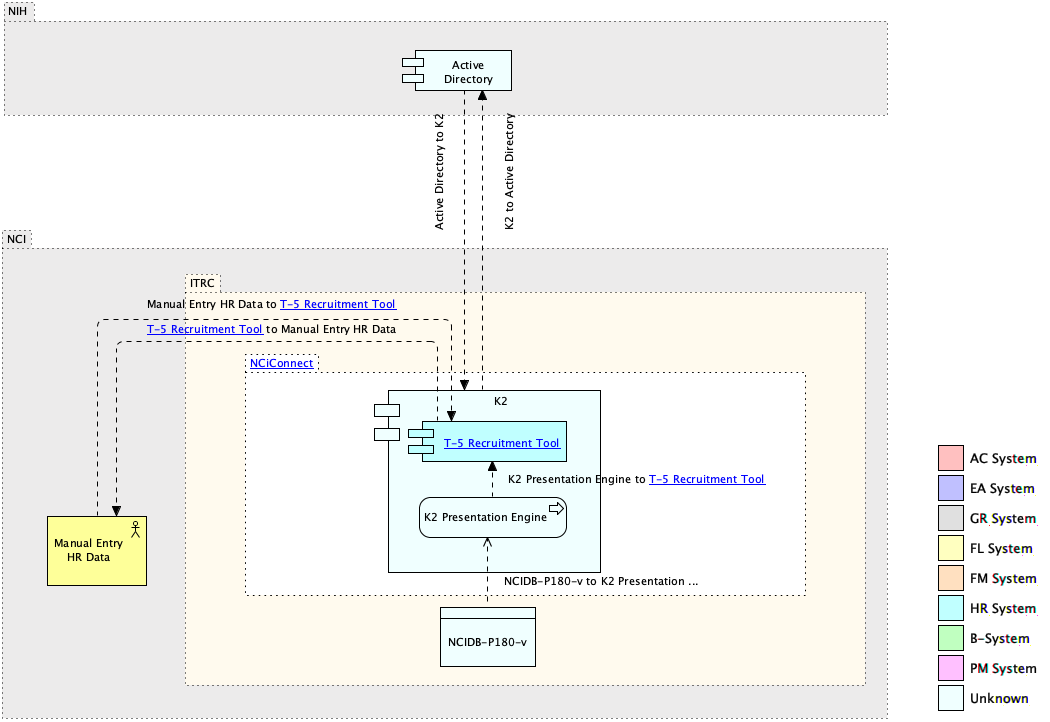 NIH
Active
Directory
Active Directory to K2
K2 to Active Directory
NCI
ITRC
Manual Entry HR Data to T-5 Recruitment Tool
T-5 Recruitment Tool to Manual Entry HR Data
NCiConnect
K2
T-5 Recruitment Tool
K2 Presentation Engine to T-5 Recruitment Tool
K2 Presentation Engine
Manual Entry
HR Data
NCIDB-P180-v to K2 Presentation ...
NCIDB-P180-v
AC System
EA System
GR System
FL System
FM System
HR System
B-System
PM System
Unknown